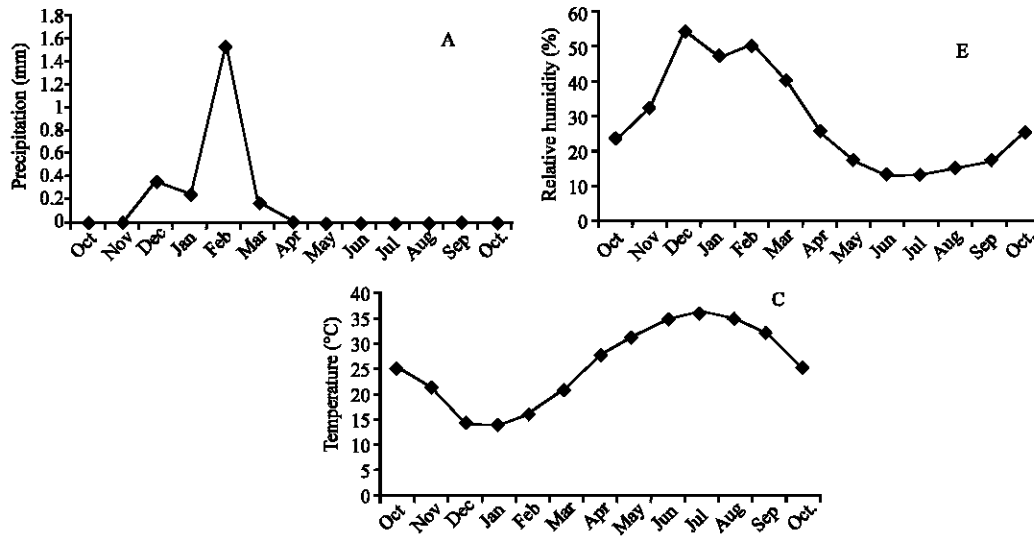 1.8
1.6
1.4
1.2
1
0.8
0.6
0.4
0.2
0
Precipitation (mm)
A
Oct Nov Dec Jan Feb Mar Apr May Jun Jul Aug Sep Oct.
60
50
40
30
20
10
0
Relative humidity (%)
E
Oct Nov Dec Jan Feb Mar Apr May Jun Jul Aug Sep Oct.
40
35
30
25
20
15
10
5
0
Temperature (°C)
C
Oct Nov Dec Jan Feb Mar Apr May Jun Jul Aug Sep Oct.